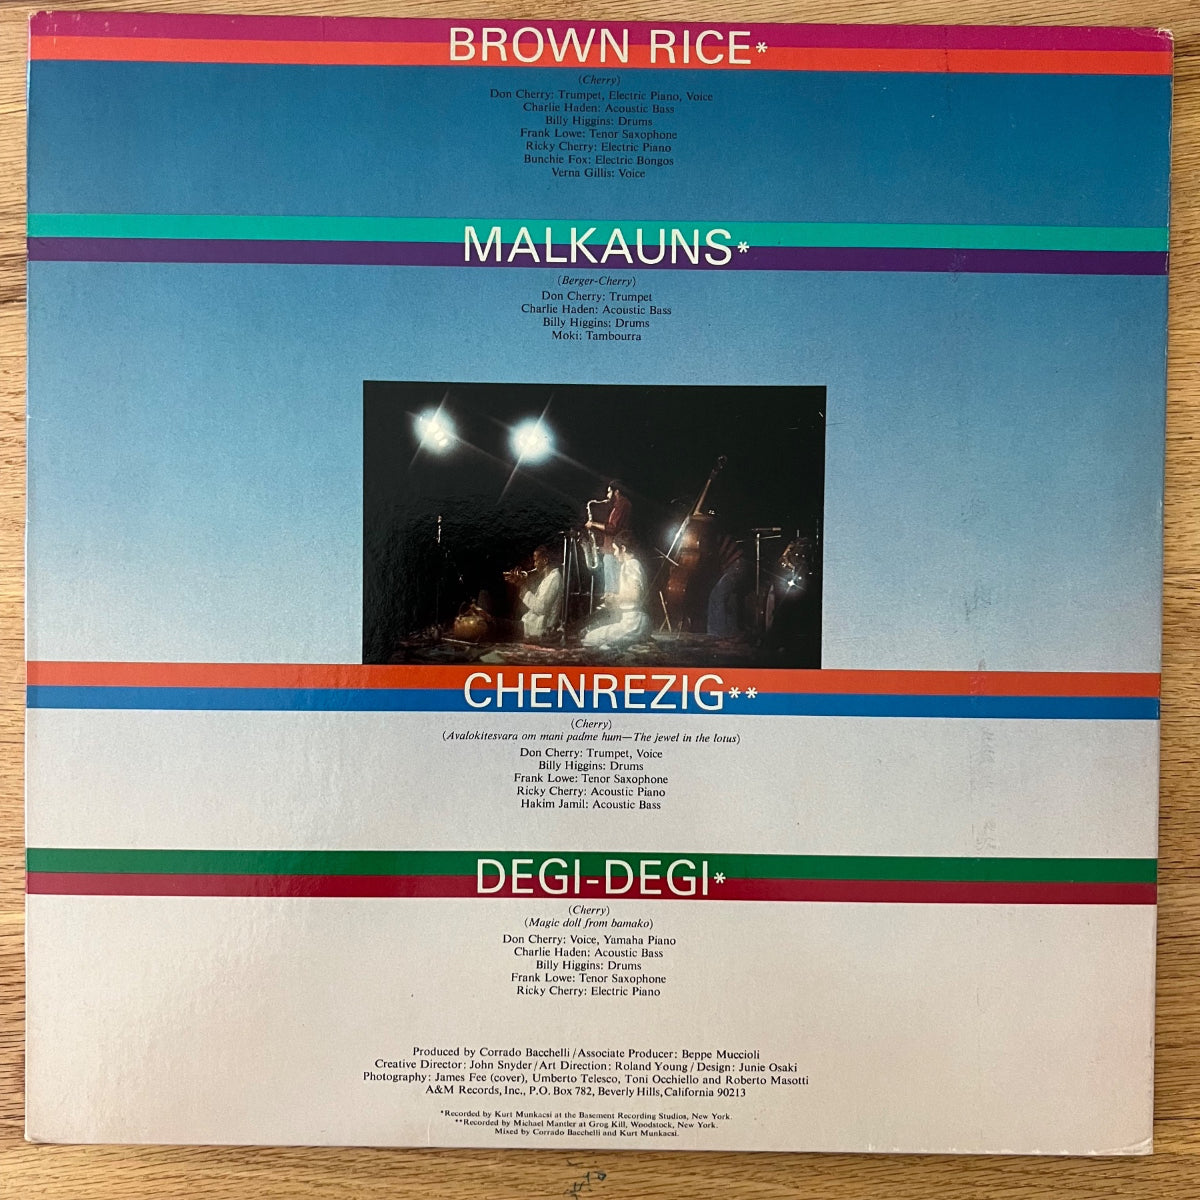 BROWN RICE*
(Cherry)
Don Cherry: Trumpet, Electric Piano, Voice
Charlie Haden: Acoustic Bass
Billy Higgins: Drums
Frank Lowe: Tenor Saxophone
Ricky Cherry: Electric Piano
Bunchie Fox: Electric Bongos
Verna Gillis: Voice
MALKAUNS*
(Berger-Cherry)
Don Cherry: Trumpet
Charlie Haden: Acoustic Bass
Billy Higgins: Drums
Moki: Tambourra
CHENREZIG**
(Cherry)
(Avalokitesvara om mani padme hum—The jewel in the lotus)
Don Cherry: Trumpet, Voice
Billy Higgins: Drums
Frank Lowe: Tenor Saxophone
Ricky Cherry: Acoustic Piano
Hakim Jamil: Acoustic Bass
DEGI-DEGI*
(Cherry)
(Magic doll from bamako)
Don Cherry: Voice, Yamaha Piano
Charlie Haden: Acoustic Bass
Billy Higgins: Drums
Frank Lowe: Tenor Saxophone
Ricky Cherry: Electric Piano
Produced by Corrado Bacchelli/Associate Producer: Beppe Muccioli
Creative Director: John Snyder/Art Direction: Roland Young/Design: Junie Osaki
Photography: James Fee (cover), Umberto Telesco, Toni Occhiello and Roberto Masotti
A&M Records, Inc., P.O. Box 782, Beverly Hills, California 90213
*Recorded by Kurt Munkacsi at the Basement Recording Studios, New York.
**Recorded by Michael Mantler at Grog Kill, Woodstock, New York.
Mixed by Corrado Bacchelli and Kurt Munkacsi.